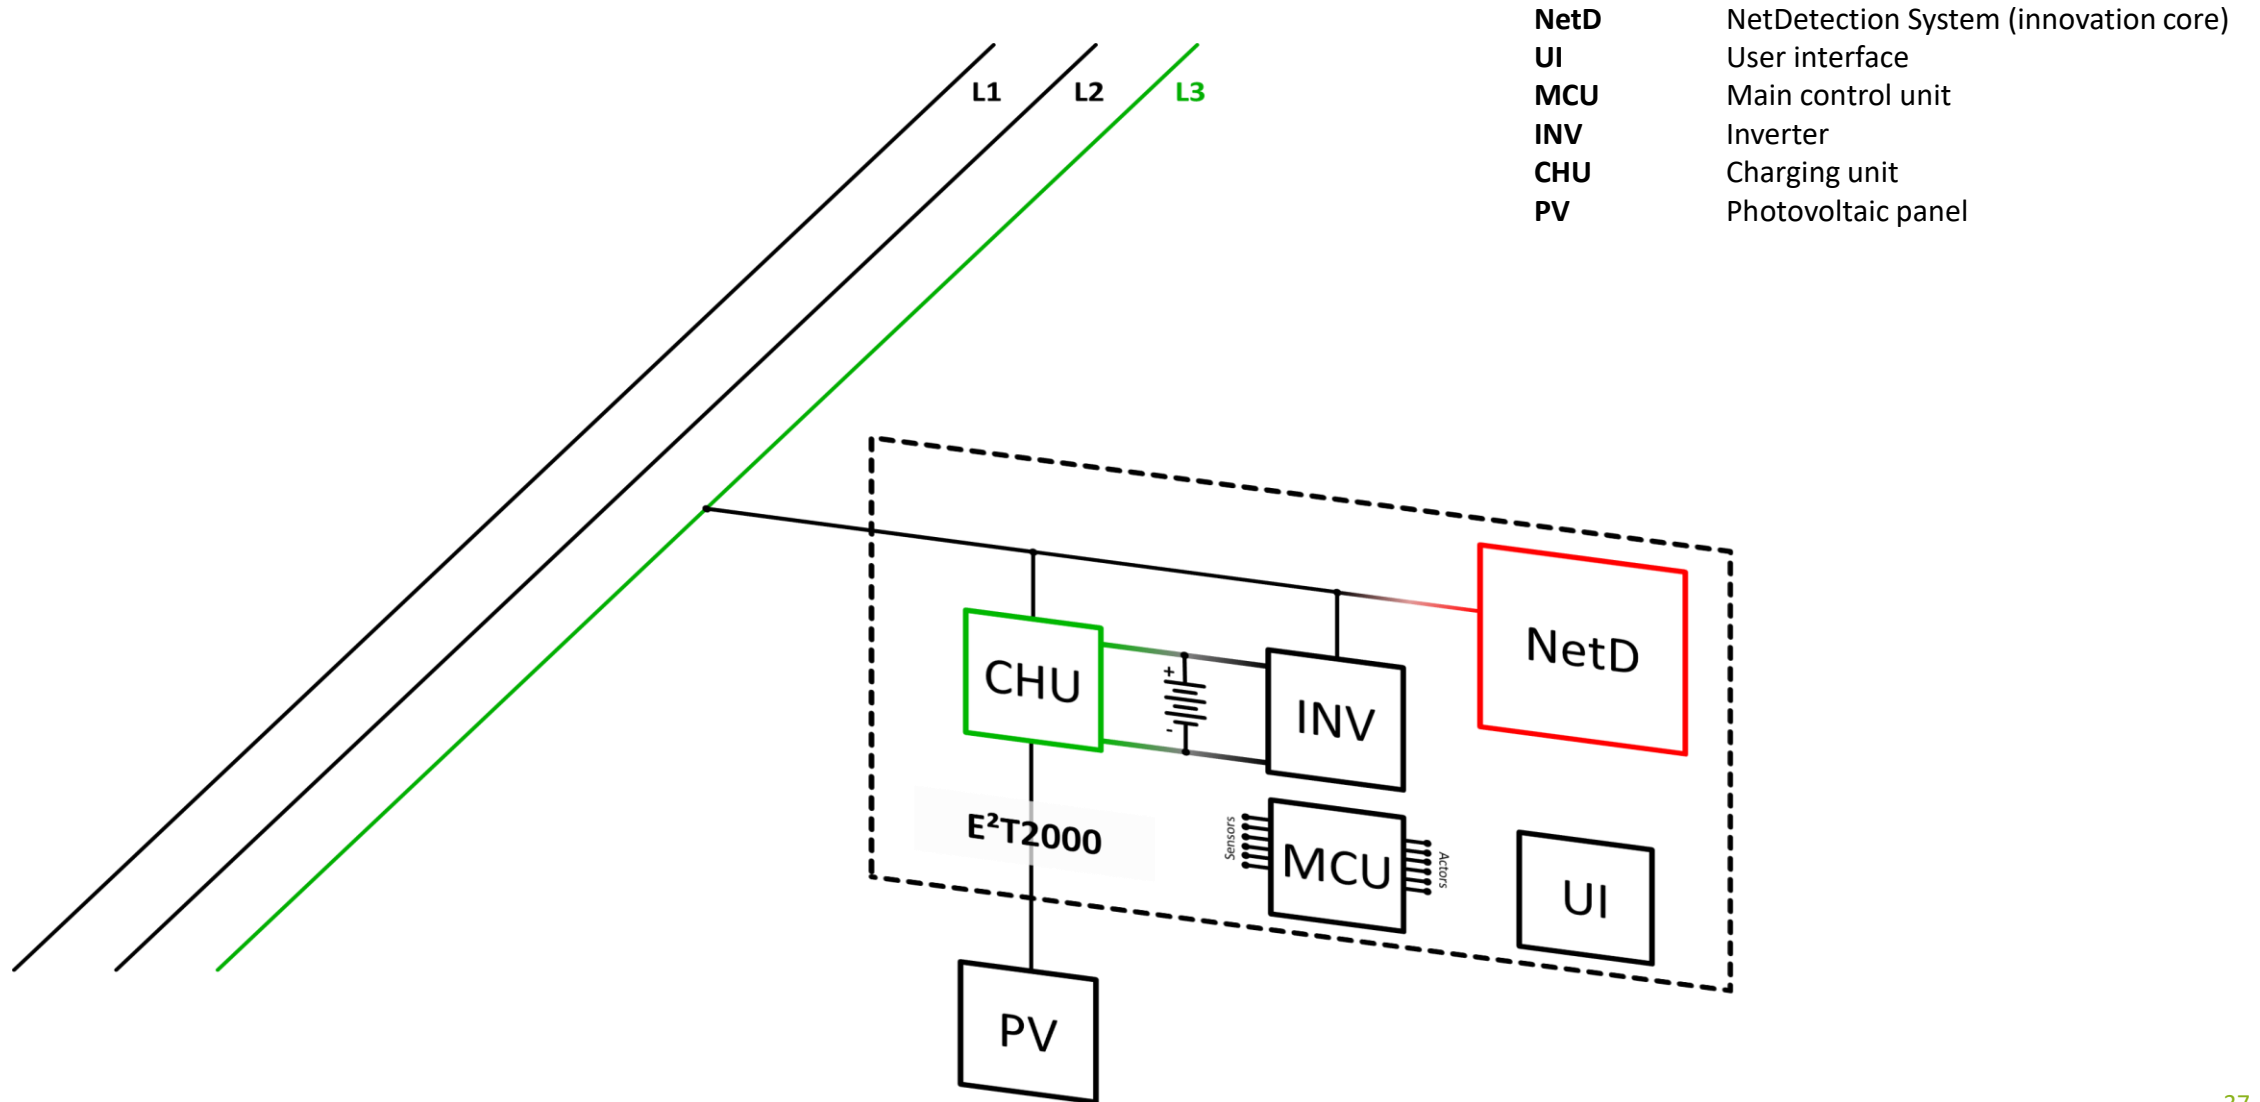 NetD NetDetection System (innovation core)
UI User interface
MCU Main control unit
INV Inverter
CHU Charging unit
PV Photovoltaic panel
L1 L2 L3
NetD
CHU
+
-
INV
E²T2000
Sensors
MCU
Actors
UI
PV
37